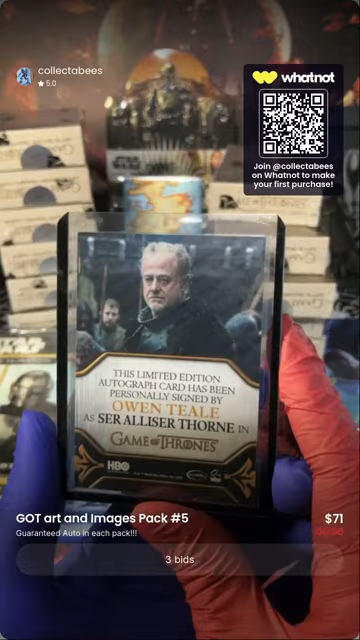 collectabees
★ 5.0
whatnot
Join @collectabees
on Whatnot to make
your first purchase!
THIS LIMITED EDITION
AUTOGRAPH CARD HAS BEEN
PERSONALLY SIGNED BY
OWEN TEALE
AS SER ALLISER THORNE IN
GAME OF THRONES
HBO
GOT art and Images Pack #5
$71
Guaranteed Auto in each pack!!!
3 bids